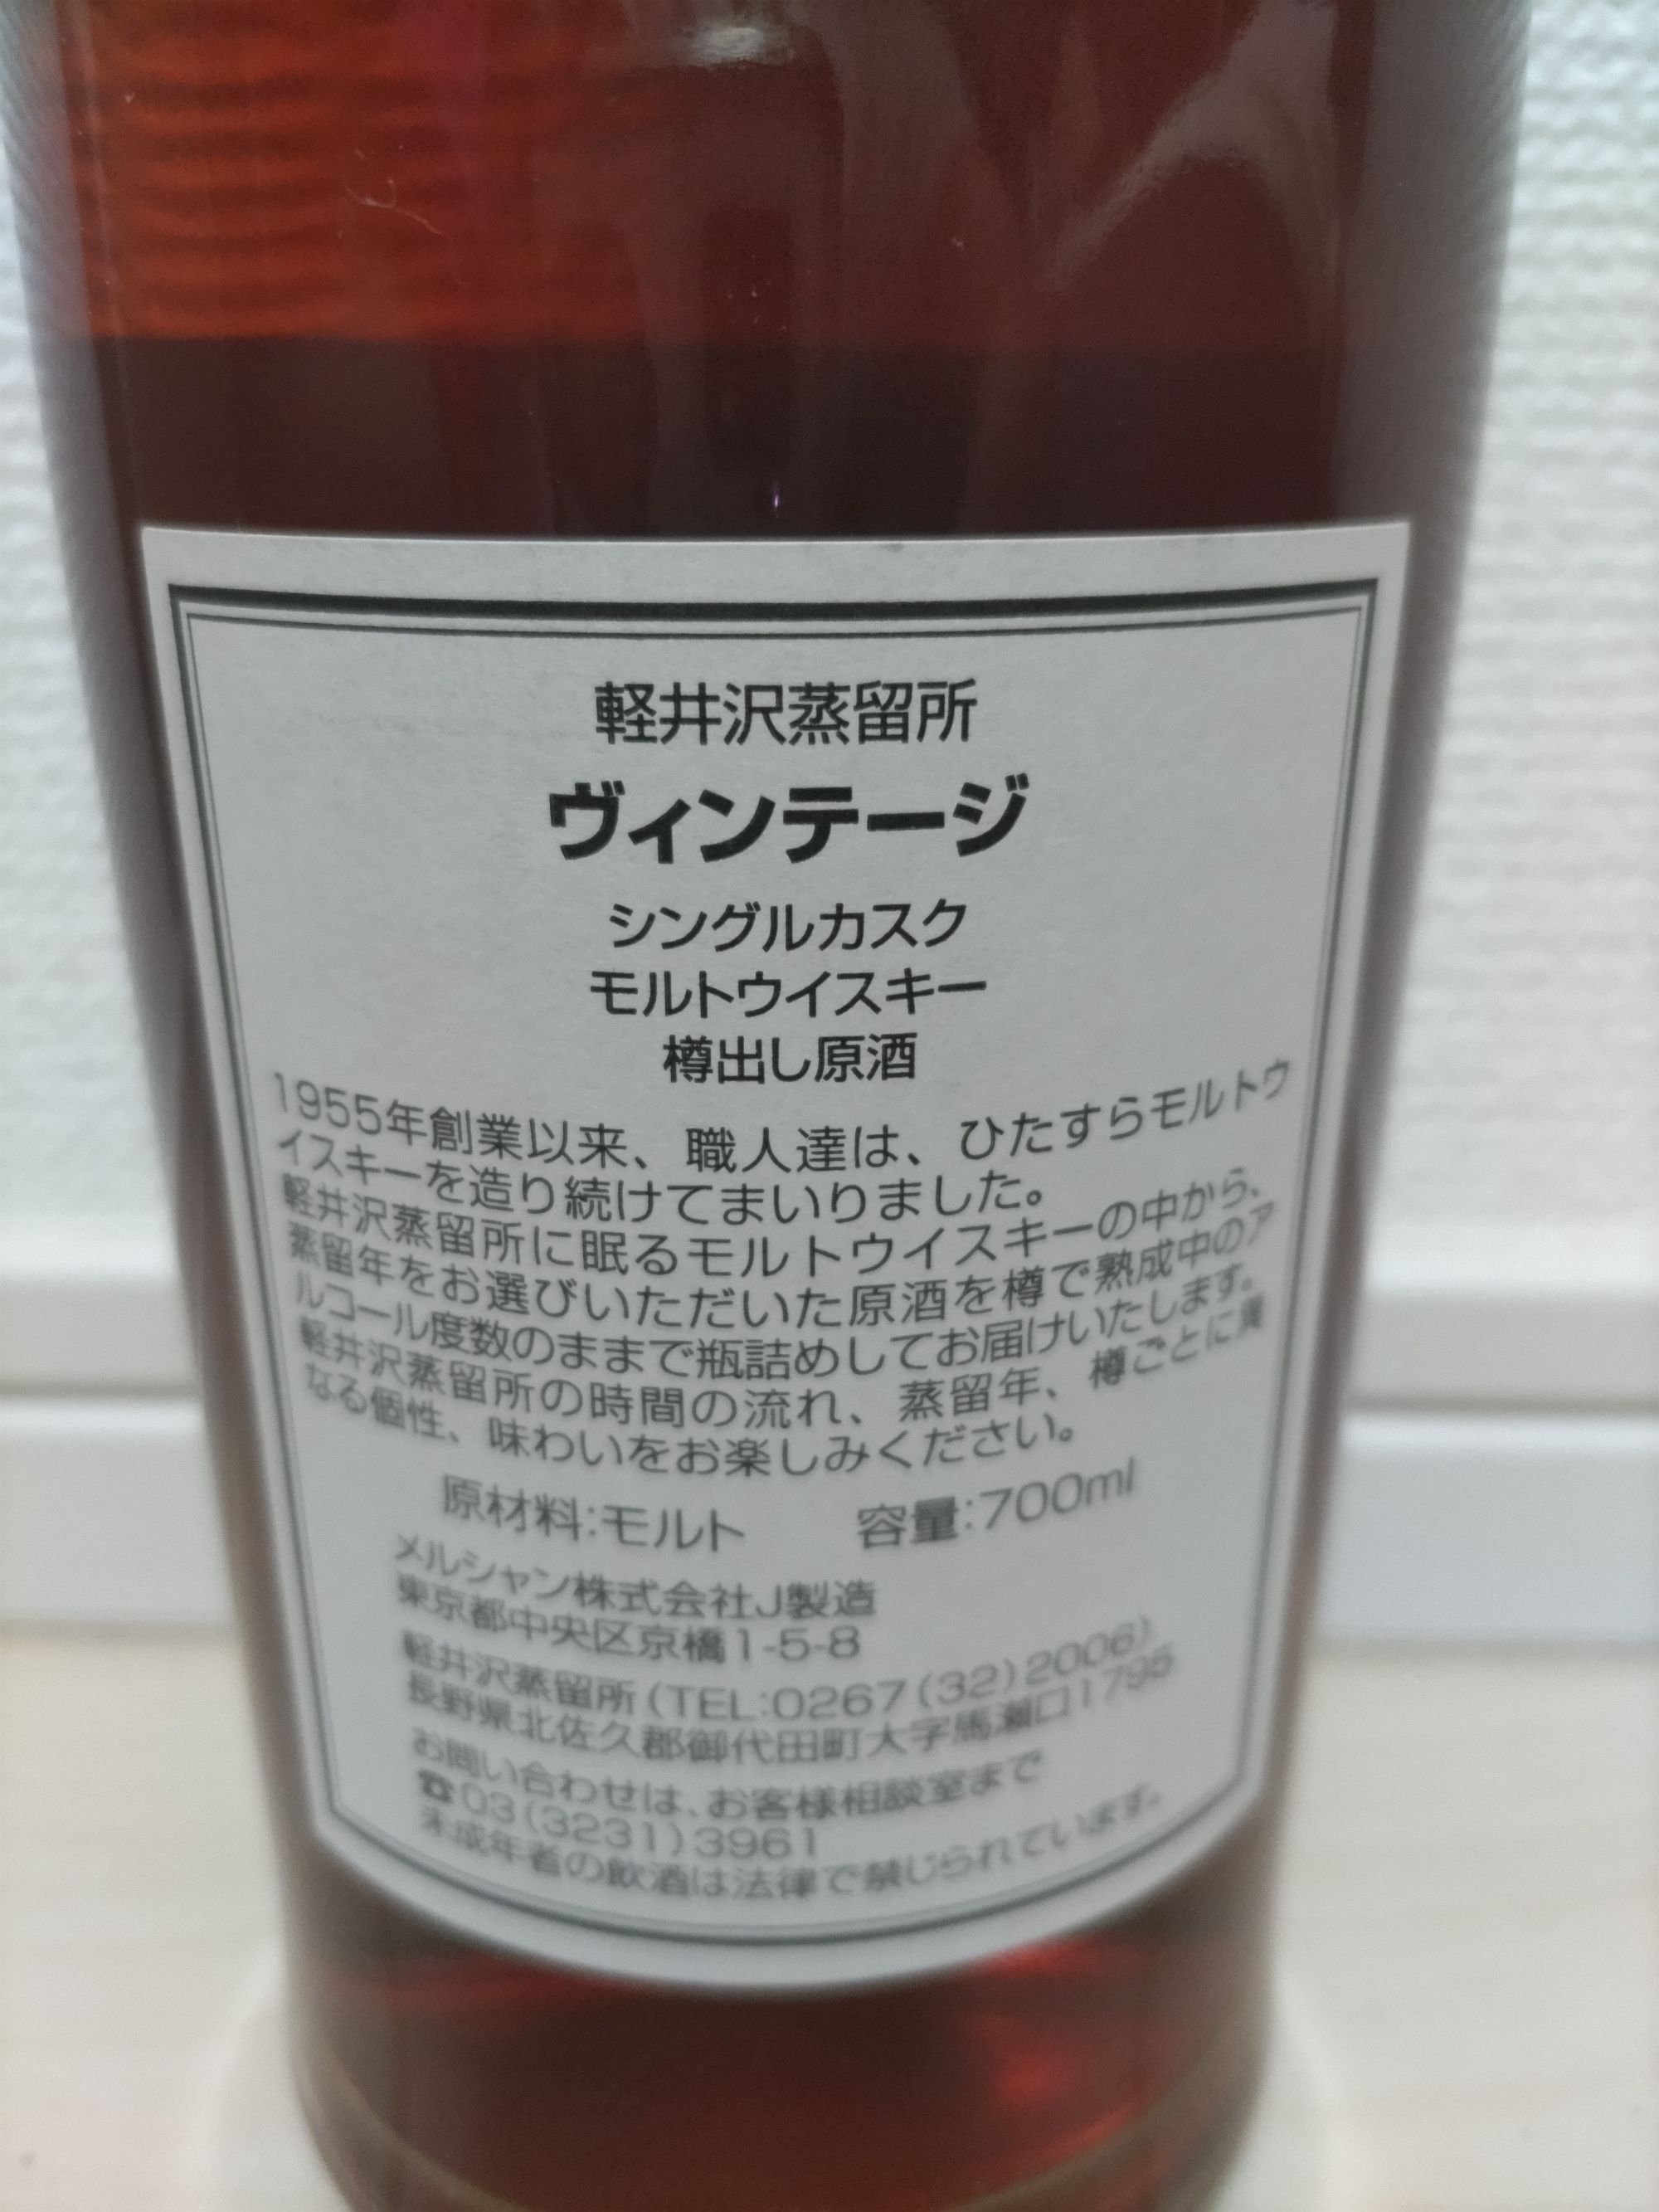 軽井沢蒸留所
ヴィンテージ
シングルカスク
モルトウイスキー
樽出し原酒
1955年創業以来、職人達は、ひたすらモルトウ
イスキーを造り続けてまいりました。
軽井沢蒸留所に眠るモルトウイスキーの中から、
蒸留年をお選びいただいた原酒を樽で熟成中のア
ルコール度数のままで瓶詰めしてお届けいたします。
軽井沢蒸留所の時間の流れ、蒸留年、樽ごとに異
なる個性、味わいをお楽しみください。
原材料:モルト 容量:700ml
メルシャン株式会社J製造
東京都中央区京橋1-5-8
軽井沢蒸留所(TEL:0267(32)2006)
長野県北佐久郡御代田町大字馬瀬口1795
お問い合わせは、お客様相談室まで
☎03(3231)3961
未成年者の飲酒は法律で禁じられています。